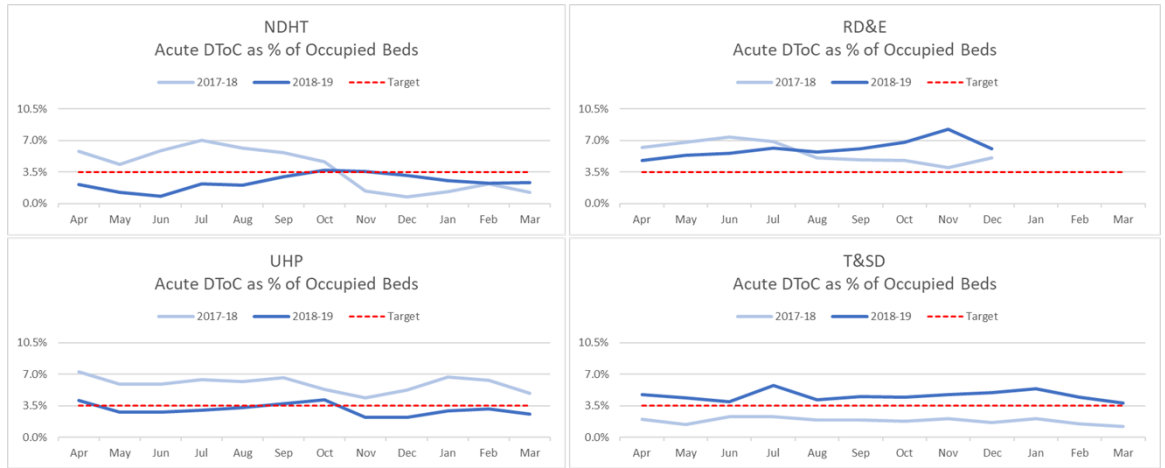 NDHT
Acute DToC as % of Occupied Beds
2017-18 2018-19 Target
10.5%
7.0%
3.5%
0.0%
Apr May Jun Jul Aug Sep Oct Nov Dec Jan Feb Mar
RD&E
Acute DToC as % of Occupied Beds
2017-18 2018-19 Target
10.5%
7.0%
3.5%
0.0%
Apr May Jun Jul Aug Sep Oct Nov Dec Jan Feb Mar
UHP
Acute DToC as % of Occupied Beds
2017-18 2018-19 Target
10.5%
7.0%
3.5%
0.0%
Apr May Jun Jul Aug Sep Oct Nov Dec Jan Feb Mar
T&SD
Acute DToC as % of Occupied Beds
2017-18 2018-19 Target
10.5%
7.0%
3.5%
0.0%
Apr May Jun Jul Aug Sep Oct Nov Dec Jan Feb Mar